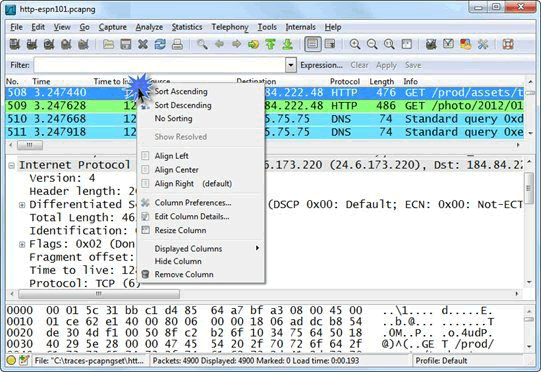 http-espn101.pcapng
File Edit View Go Capture Analyze Statistics Telephony Tools Internals Help
Filter: Expression... Clear Apply Save
No. Time Time to live Source Destination Protocol Length Info
508 3.247440 .84.222.48 HTTP 476 GET /prod/assets/t
509 3.247628 12 .84.222.48 HTTP 486 GET /photo/2012/01
510 3.247668 12 .75.75 DNS 74 Standard query 0xd
511 3.247918 12 .75.75 DNS 74 Standard query 0xe
Sort Ascending
Sort Descending
No Sorting
Show Resolved
Align Left
Align Center
Align Right (default)
Column Preferences...
Edit Column Details...
Resize Column
Displayed Columns
Hide Column
Remove Column
Internet Protocol 6.173.220 (24.6.173.220), Dst: 184.84.22
Version: 4
Header length: 20
Differentiated S (DSCP 0x00: Default; ECN: 0x00: Not-ECT
Total Length: 46
Identification:
Flags: 0x02 (Don
Fragment offset:
Time to live: 128
Protocol: TCP (6)
0000 00 01 5c 31 bb c1 d4 85 64 a7 bf a3 08 00 45 00 ..\1.... d.....E.
0010 01 ce 62 e1 40 00 80 06 00 00 18 06 ad dc b8 54 ..b.@... .......T
0020 de 30 4d f1 00 50 8f c2 b2 6f 10 34 75 64 50 18 .0M..P.. .o.4udP.
0030 40 29 5e 28 00 00 47 45 54 20 2f 70 72 6f 64 2f @)^(..GE T /prod/
File: "C:\traces-pcapngset\htt... Packets: 4900 Displayed: 4900 Marked: 0 Load time: 0:00.193 Profile: Default